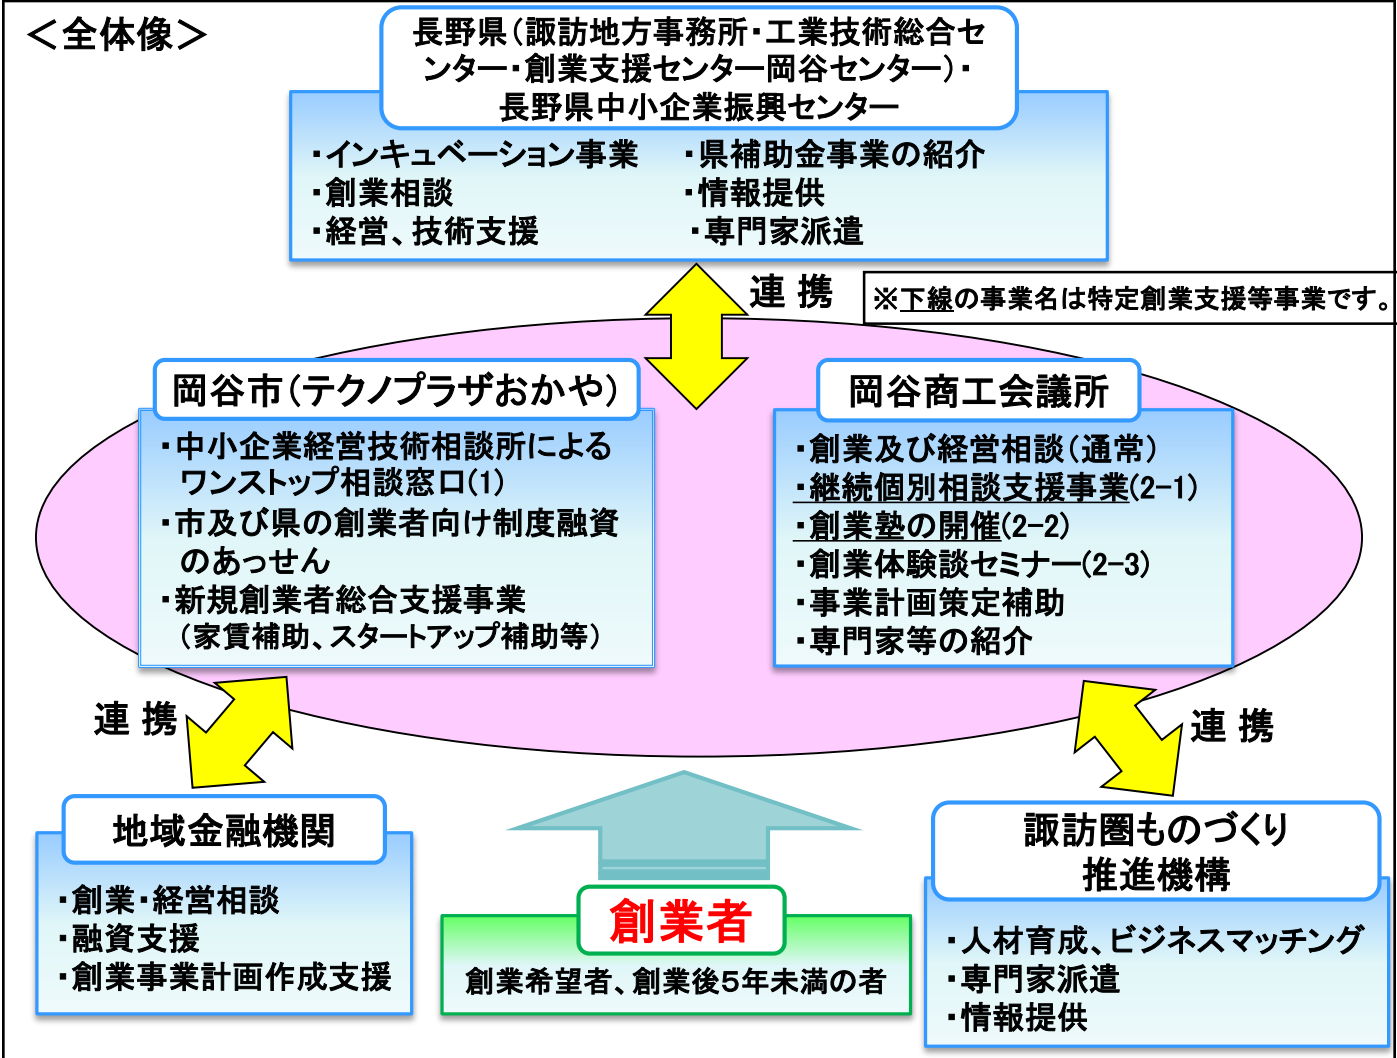 ＜全体像＞
長野県（諏訪地方事務所・工業技術総合セ
ンター・創業支援センター岡谷センター）・
長野県中小企業振興センター
・インキュベーション事業　・県補助金事業の紹介
・創業相談　・情報提供
・経営、技術支援　・専門家派遣
連 携
※下線の事業名は特定創業支援等事業です。
岡谷市（テクノプラザおかや）
・中小企業経営技術相談所による
ワンストップ相談窓口(1)
・市及び県の創業者向け制度融資
のあっせん
・新規創業者総合支援事業
（家賃補助、スタートアップ補助等）
岡谷商工会議所
・創業及び経営相談（通常）
・継続個別相談支援事業(2-1)
・創業塾の開催(2-2)
・創業体験談セミナー(2-3)
・事業計画策定補助
・専門家等の紹介
連 携
連 携
地域金融機関
・創業・経営相談
・融資支援
・創業事業計画作成支援
創業者
創業希望者、創業後５年未満の者
諏訪圏ものづくり
推進機構
・人材育成、ビジネスマッチング
・専門家派遣
・情報提供